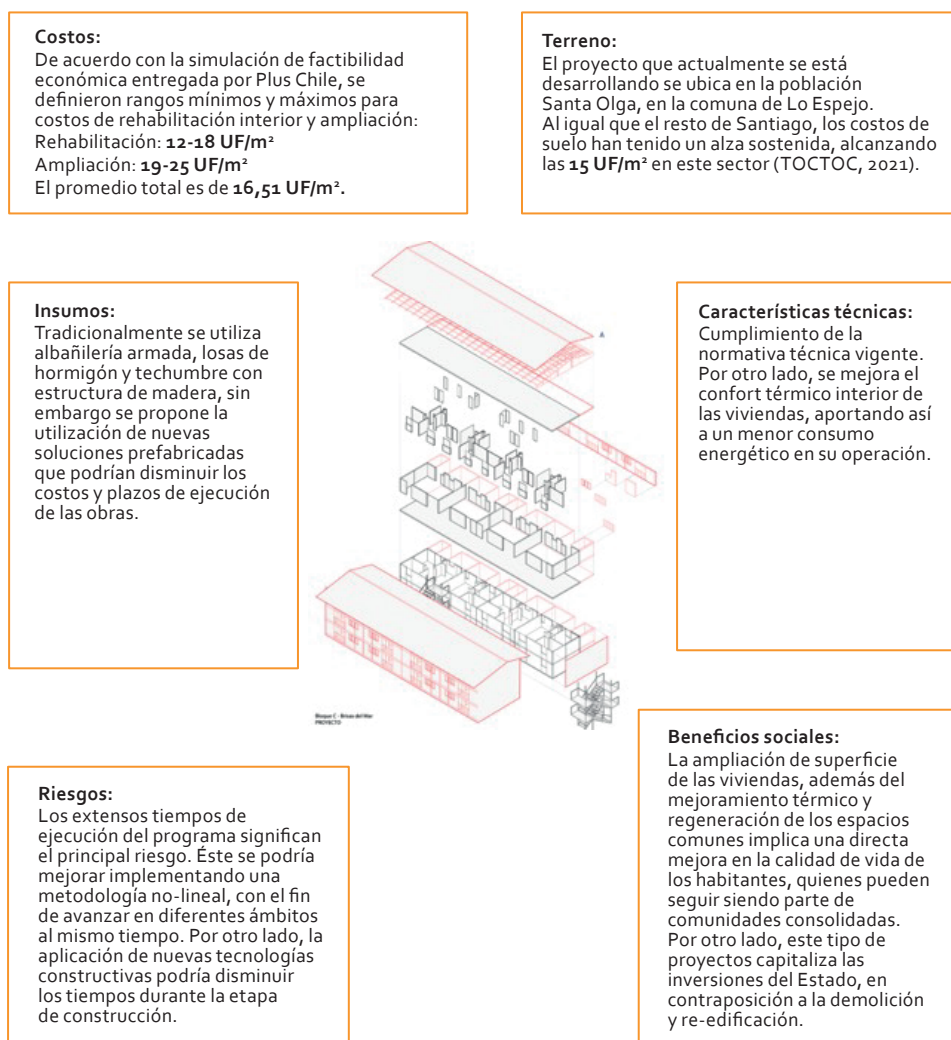 Costos:
De acuerdo con la simulación de factibilidad
económica entregada por Plus Chile, se
definieron rangos mínimos y máximos para
costos de rehabilitación interior y ampliación:
Rehabilitación: 12-18 UF/m²
Ampliación: 19-25 UF/m²
El promedio total es de 16,51 UF/m².
Terreno:
El proyecto que actualmente se está
desarrollando se ubica en la población
Santa Olga, en la comuna de Lo Espejo.
Al igual que el resto de Santiago, los costos de
suelo han tenido un alza sostenida, alcanzando
las 15 UF/m² en este sector (TOCTOC, 2021).
Insumos:
Tradicionalmente se utiliza
albañilería armada, losas de
hormigón y techumbre con
estructura de madera, sin
embargo se propone la
utilización de nuevas
soluciones prefabricadas
que podrían disminuir los
costos y plazos de ejecución
de las obras.
Características técnicas:
Cumplimiento de la
normativa técnica vigente.
Por otro lado, se mejora el
confort térmico interior de
las viviendas, aportando así
a un menor consumo
energético en su operación.
Bloque C - Brisas del Mar
PROYECTO
Riesgos:
Los extensos tiempos de
ejecución del programa significan
el principal riesgo. Éste se podría
mejorar implementando una
metodología no-lineal, con el fin
de avanzar en diferentes ámbitos
al mismo tiempo. Por otro lado, la
aplicación de nuevas tecnologías
constructivas podría disminuir
los tiempos durante la etapa
de construcción.
Beneficios sociales:
La ampliación de superficie
de las viviendas, además del
mejoramiento térmico y
regeneración de los espacios
comunes implica una directa
mejora en la calidad de vida de
los habitantes, quienes pueden
seguir siendo parte de
comunidades consolidadas.
Por otro lado, este tipo de
proyectos capitaliza las
inversiones del Estado, en
contraposición a la demolición
y re-edificación.